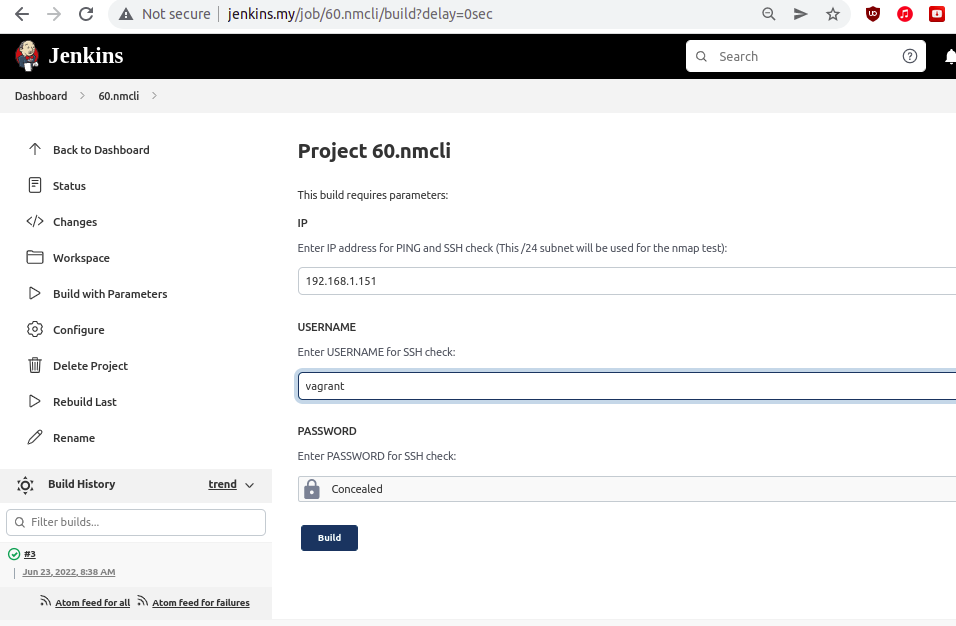 Not secure jenkins.my/job/60.nmcli/build?delay=0sec
Jenkins
Search
Dashboard
60.nmcli
Back to Dashboard
Status
Changes
Workspace
Build with Parameters
Configure
Delete Project
Rebuild Last
Rename
Build History
trend
Filter builds...
#3
Jun 23, 2022, 8:38 AM
Atom feed for all
Atom feed for failures
Project 60.nmcli
This build requires parameters:
IP
Enter IP address for PING and SSH check (This /24 subnet will be used for the nmap test):
192.168.1.151
USERNAME
Enter USERNAME for SSH check:
vagrant
PASSWORD
Enter PASSWORD for SSH check:
Concealed
Build